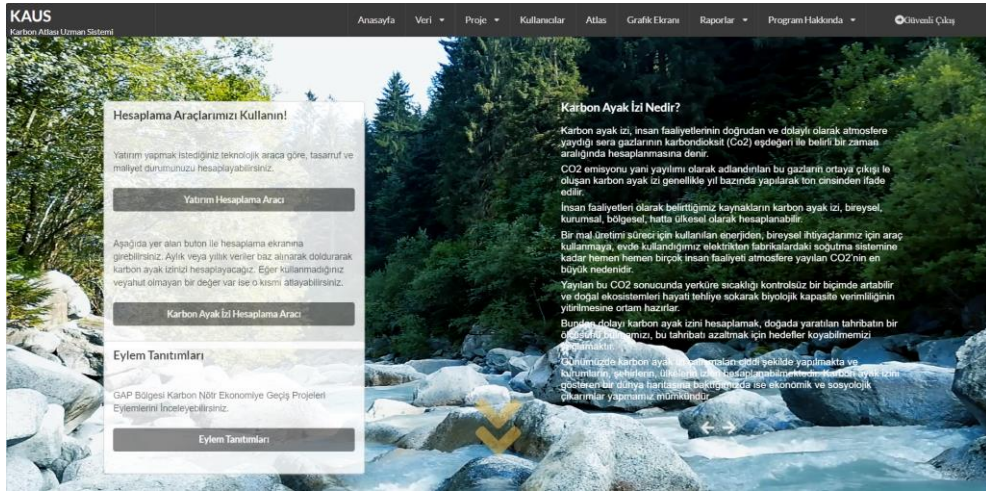 KAUS
Karbon Atlası Uzman Sistemi
Anasayfa Veri Proje Kullanıcılar Atlas Grafik Ekranı Raporlar Program Hakkında Güvenli Çıkış
Hesaplama Araçlarımızı Kullanın!
Yatırım yapmak istediğiniz teknolojik araca göre, tasarruf ve
maliyet durumunuzu hesaplayabilirsiniz.
Yatırım Hesaplama Aracı
Aşağıda yer alan buton ile hesaplama ekranına
girebilirsiniz. Aylık veya yıllık veriler baz alınarak doldurarak
karbon ayak izinizi hesaplayacağız. Eğer kullanmadığınız
veyahut olmayan bir değer var ise o kısmı atlayabilirsiniz.
Karbon Ayak İzi Hesaplama Aracı
Eylem Tanıtımları
GAP Bölgesi Karbon Nötr Ekonomiye Geçiş Projeleri
Eylemlerini İnceleyebilirsiniz.
Eylem Tanıtımları
Karbon Ayak İzi Nedir?
Karbon ayak izi, insan faaliyetlerinin doğrudan ve dolaylı olarak atmosfere
yaydığı sera gazlarının karbondioksit (Co2) eşdeğeri ile belirli bir zaman
aralığında hesaplanmasına denir.
CO2 emisyonu yani yayılımı olarak adlandırılan bu gazların ortaya çıkışı ile
oluşan karbon ayak izi genellikle yıl bazında yapılarak ton cinsinden ifade
edilir.
İnsan faaliyetleri olarak belirttiğimiz kaynakların karbon ayak izi, bireysel,
kurumsal, bölgesel, hatta ülkesel olarak hesaplanabilir.
Bir mal üretimi süreci için kullanılan enerjiden, bireysel ihtiyaçlarımız için araç
kullanmaya, evde kullandığımız elektrikten fabrikalardaki soğutma sistemine
kadar hemen hemen birçok insan faaliyeti atmosfere yayılan CO2'nin en
büyük nedenidir.
Yayılan bu CO2 sonucunda yerküre sıcaklığı kontrolsüz bir biçimde artabilir
ve doğal ekosistemleri hayati tehliye sokarak biyolojik kapasite verimliliğinin
yitirilmesine ortam hazırlar.
Bundan dolayı karbon ayak izini hesaplamak, doğada yaratılan tahribatın bir
ölçüsünü bulmamızı, bu tahribatı azaltmak için hedefler koyabilmemizi
sağlamaktır.
Günümüzde karbon ayak izi çalışmaları ciddi şekilde yapılmakta ve
kurumların, şehirlerin, ülkelerin izleri hesaplanabilmektedir. Karbon ayak izini
gösteren bir dünya haritasına baktığımızda ise ekonomik ve sosyolojik
çıkarımlar yapmamız mümkündür.